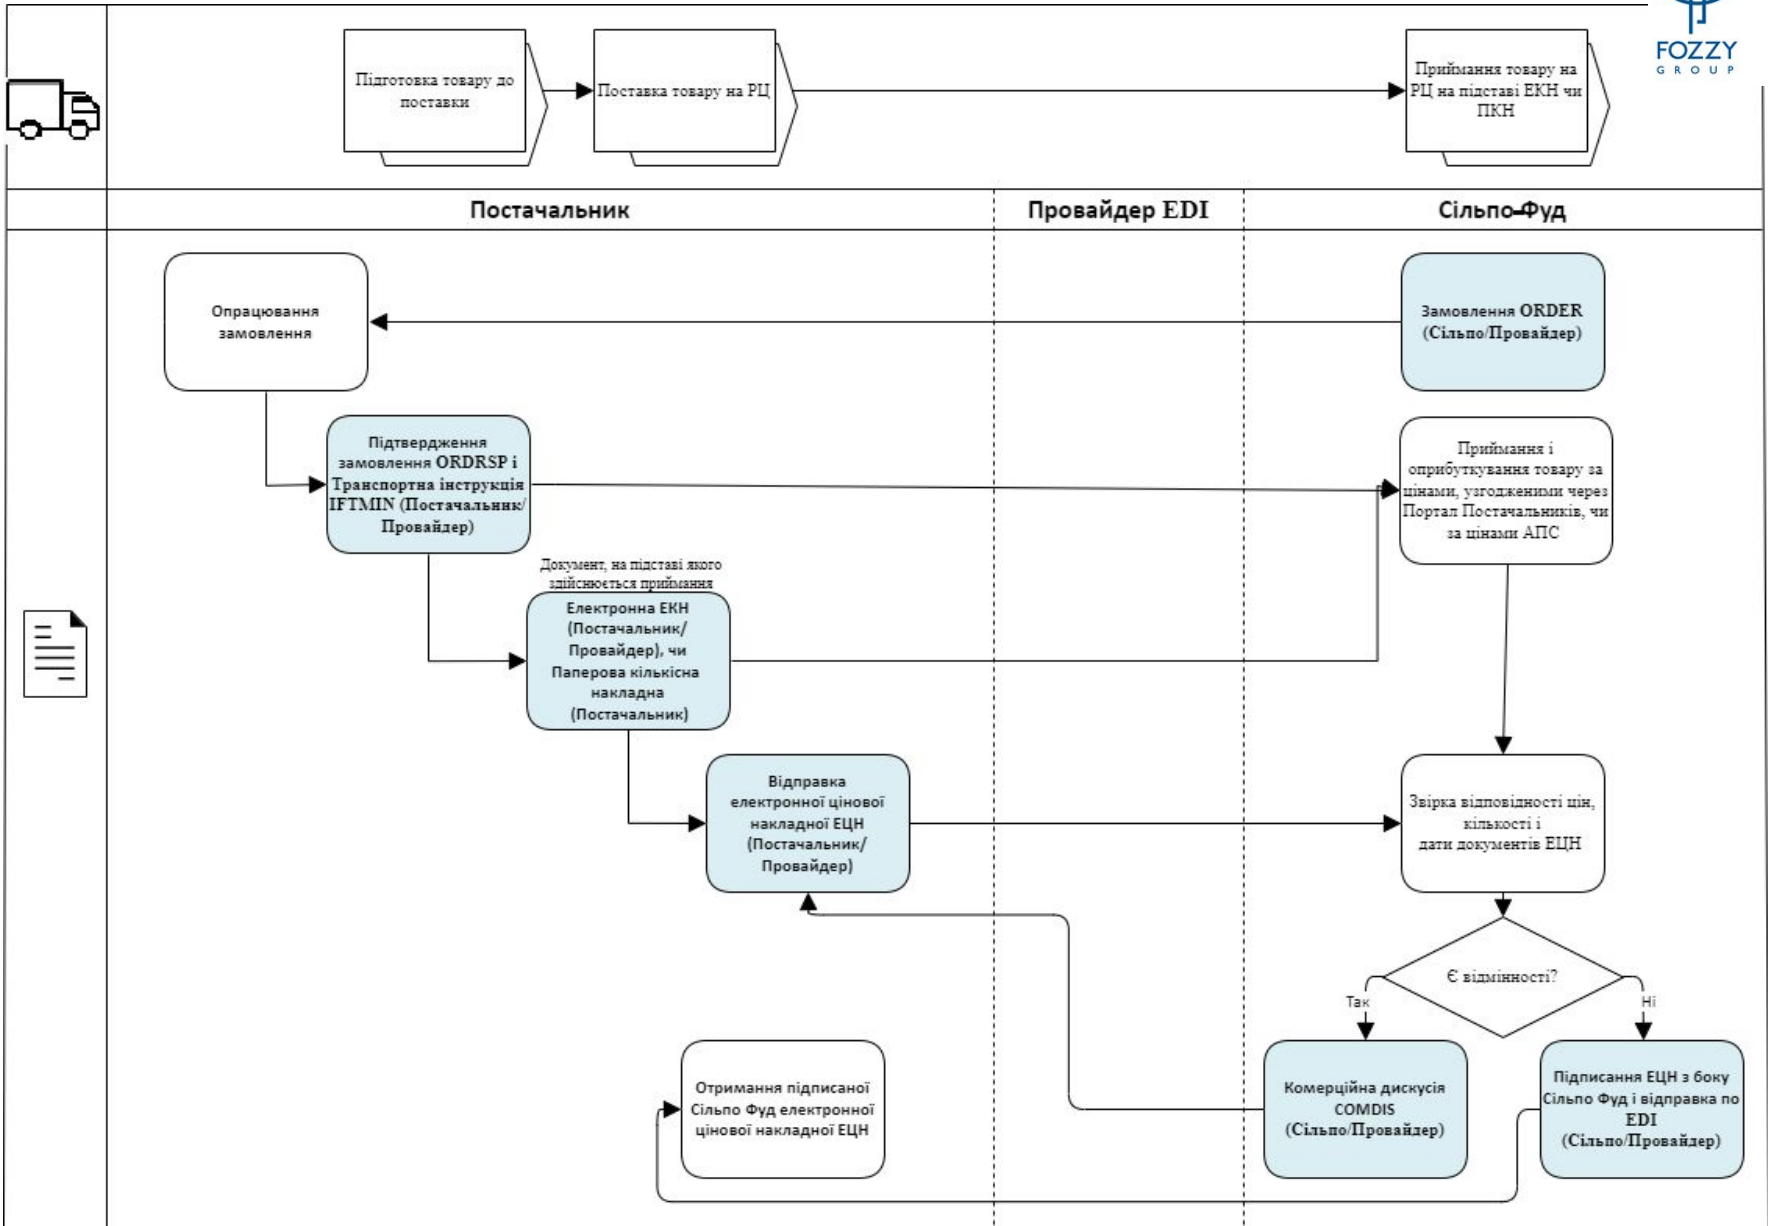 FOZZY
GROUP
Підготовка товару до
поставки
Поставка товару на РЦ
Приймання товару на
РЦ на підставі ЕКН чи
ПКН
Постачальник
Провайдер EDI
Сільпо-Фуд
Опрацювання
замовлення
Замовлення ORDER
(Сільпо/Провайдер)
Підтвердження
замовлення ORDRSP і
Транспортна інструкція
IFTMIN (Постачальник/
Провайдер)
Приймання і
оприбуткування товару за
цінами, узгодженими через
Портал Постачальників, чи
за цінами АПС
Документ, на підставі якого
здійснюється приймання
Електронна ЕКН
(Постачальник/
Провайдер), чи
Паперова кількісна
накладна
(Постачальник)
Відправка
електронної цінової
накладної ЕЦН
(Постачальник/
Провайдер)
Звірка відповідності цін,
кількості і
дати документів ЕЦН
Є відмінності?
Так
Ні
Отримання підписаної
Сільпо Фуд електронної
цінової накладної ЕЦН
Комерційна дискусія
COMDIS
(Сільпо/Провайдер)
Підписання ЕЦН з боку
Сільпо Фуд і відправка по
EDI
(Сільпо/Провайдер)